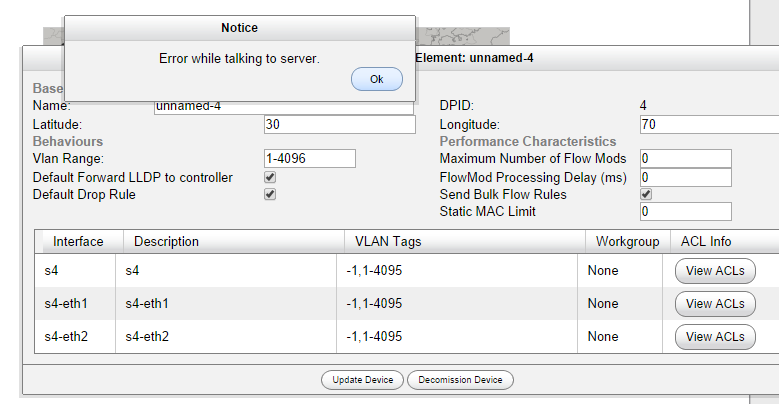 Notice
Error while talking to server.
Ok
Element: unnamed-4
Base
Name: unnamed-4 DPID: 4
Latitude: 30 Longitude: 70
Behaviours Performance Characteristics
Vlan Range: 1-4096 Maximum Number of Flow Mods 0
Default Forward LLDP to controller FlowMod Processing Delay (ms) 0
Default Drop Rule Send Bulk Flow Rules
Static MAC Limit 0
Interface Description VLAN Tags Workgroup ACL Info
s4 s4 -1,1-4095 None View ACLs
s4-eth1 s4-eth1 -1,1-4095 None View ACLs
s4-eth2 s4-eth2 -1,1-4095 None View ACLs
Update Device Decomission Device